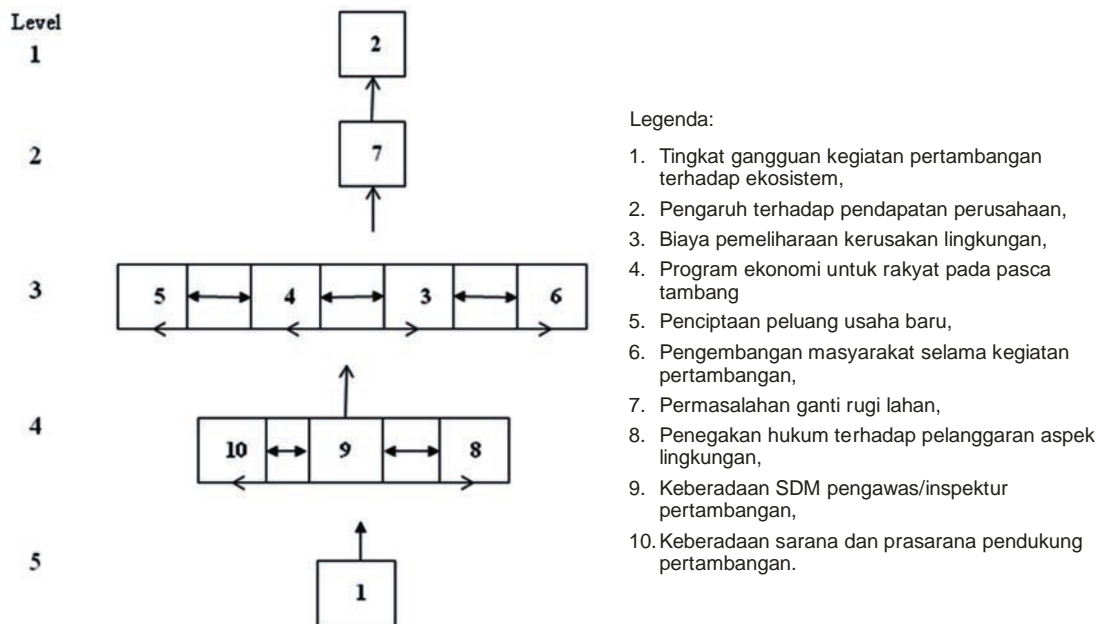 Level
1
2
2
7
3
5
4
3
6
4
10
9
8
5
1
Legenda:
1. Tingkat gangguan kegiatan pertambangan
terhadap ekosistem,
2. Pengaruh terhadap pendapatan perusahaan,
3. Biaya pemeliharaan kerusakan lingkungan,
4. Program ekonomi untuk rakyat pada pasca
tambang
5. Penciptaan peluang usaha baru,
6. Pengembangan masyarakat selama kegiatan
pertambangan,
7. Permasalahan ganti rugi lahan,
8. Penegakan hukum terhadap pelanggaran aspek
lingkungan,
9. Keberadaan SDM pengawas/inspektur
pertambangan,
10. Keberadaan sarana dan prasarana pendukung
pertambangan.